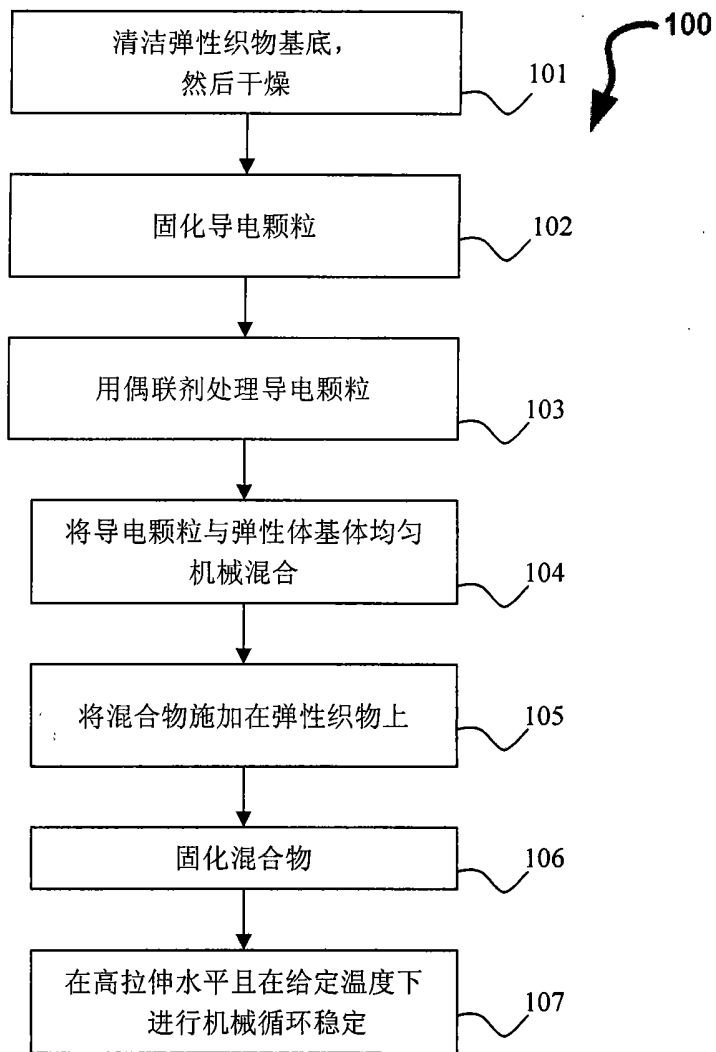 100
清洁弹性织物基底，
然后干燥
101
固化导电颗粒
102
用偶联剂处理导电颗粒
103
将导电颗粒与弹性体基体均匀
机械混合
104
将混合物施加在弹性织物上
105
固化混合物
106
在高拉伸水平且在给定温度下
进行机械循环稳定
107